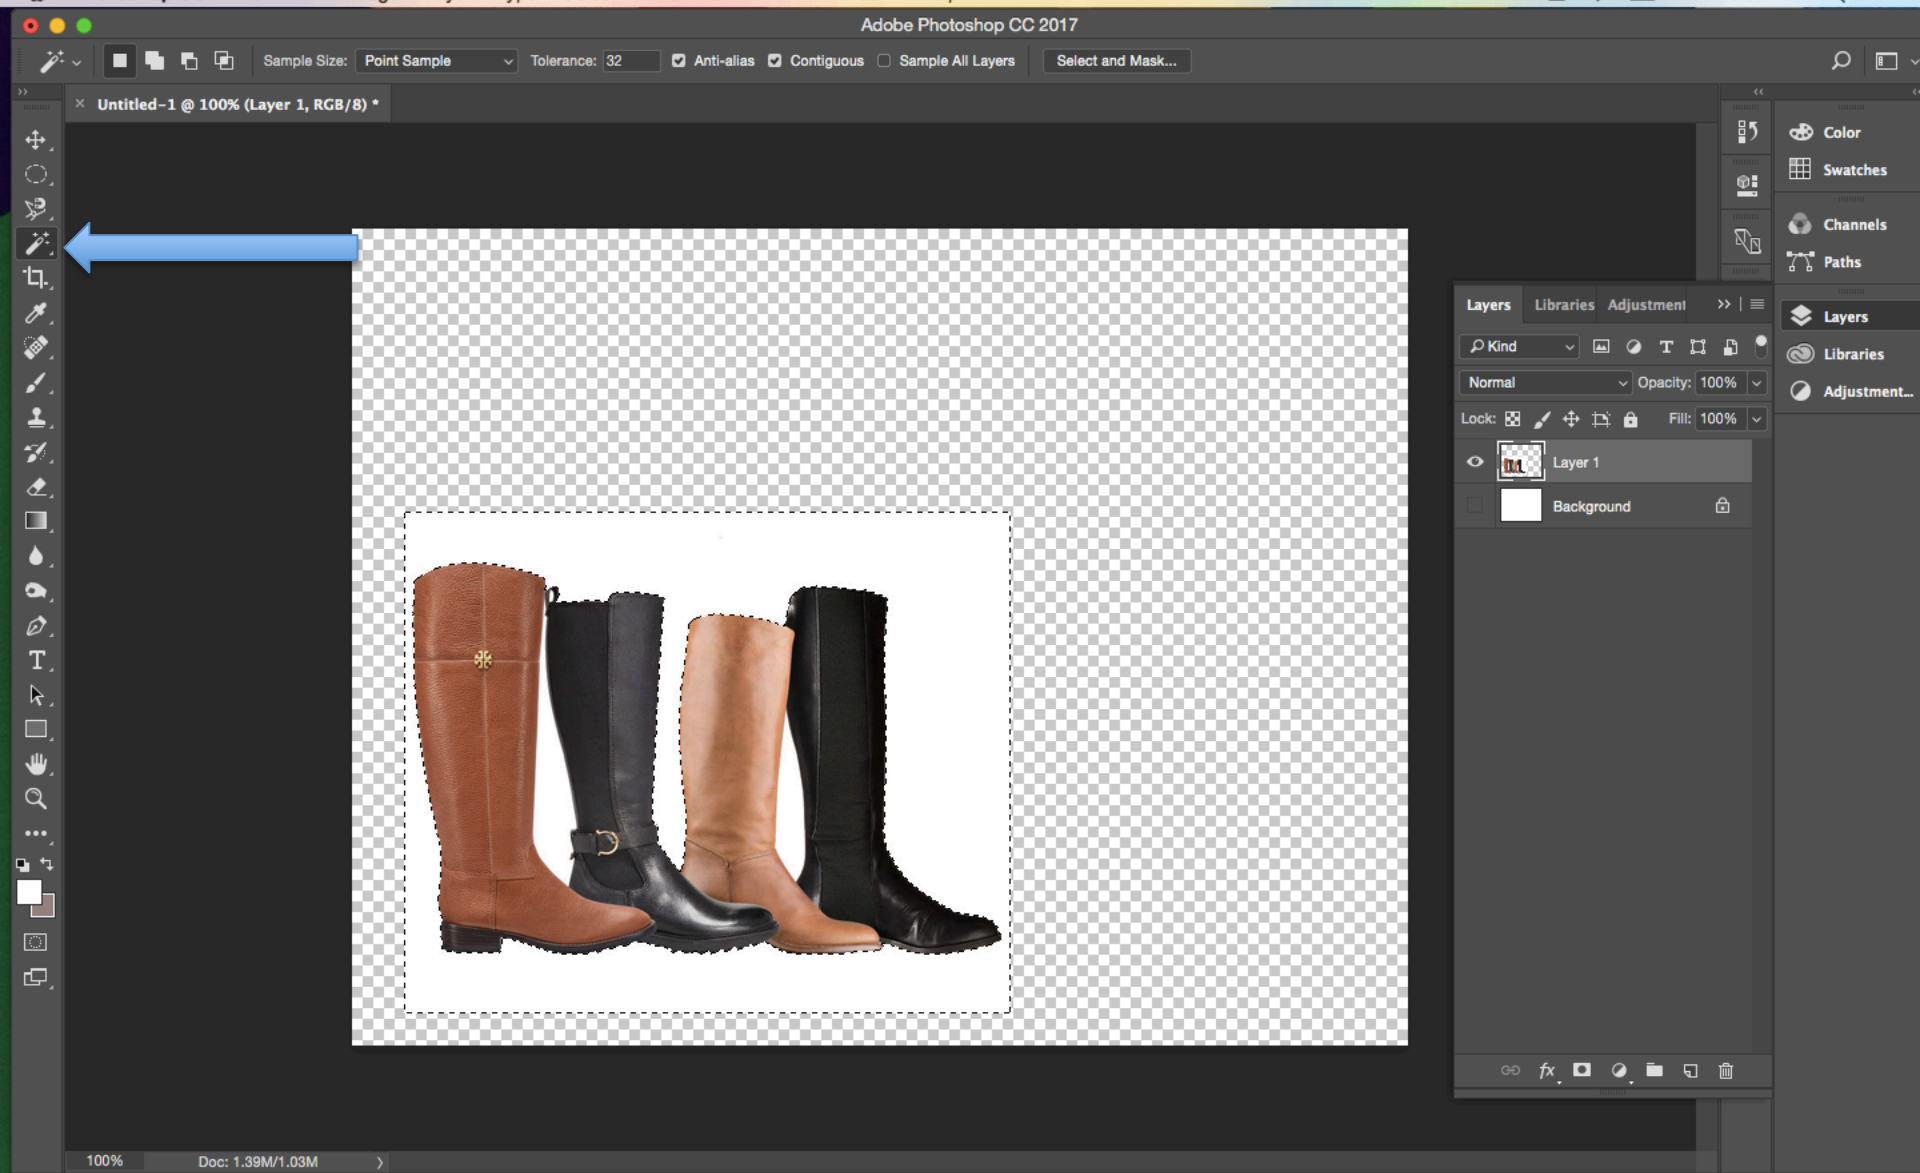 Adobe Photoshop CC 2017
Sample Size: Point Sample Tolerance: 32 Anti-alias Contiguous Sample All Layers Select and Mask...
× Untitled-1 @ 100% (Layer 1, RGB/8) *
Color
Swatches
Channels
Paths
Layers
Libraries
Adjustment...
Layers Libraries Adjustment
Kind
Normal Opacity: 100%
Lock: Fill: 100%
Layer 1
Background
fx
100% Doc: 1.39M/1.03M